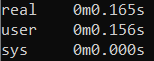 real    0m0.165s
user    0m0.156s
sys     0m0.000s